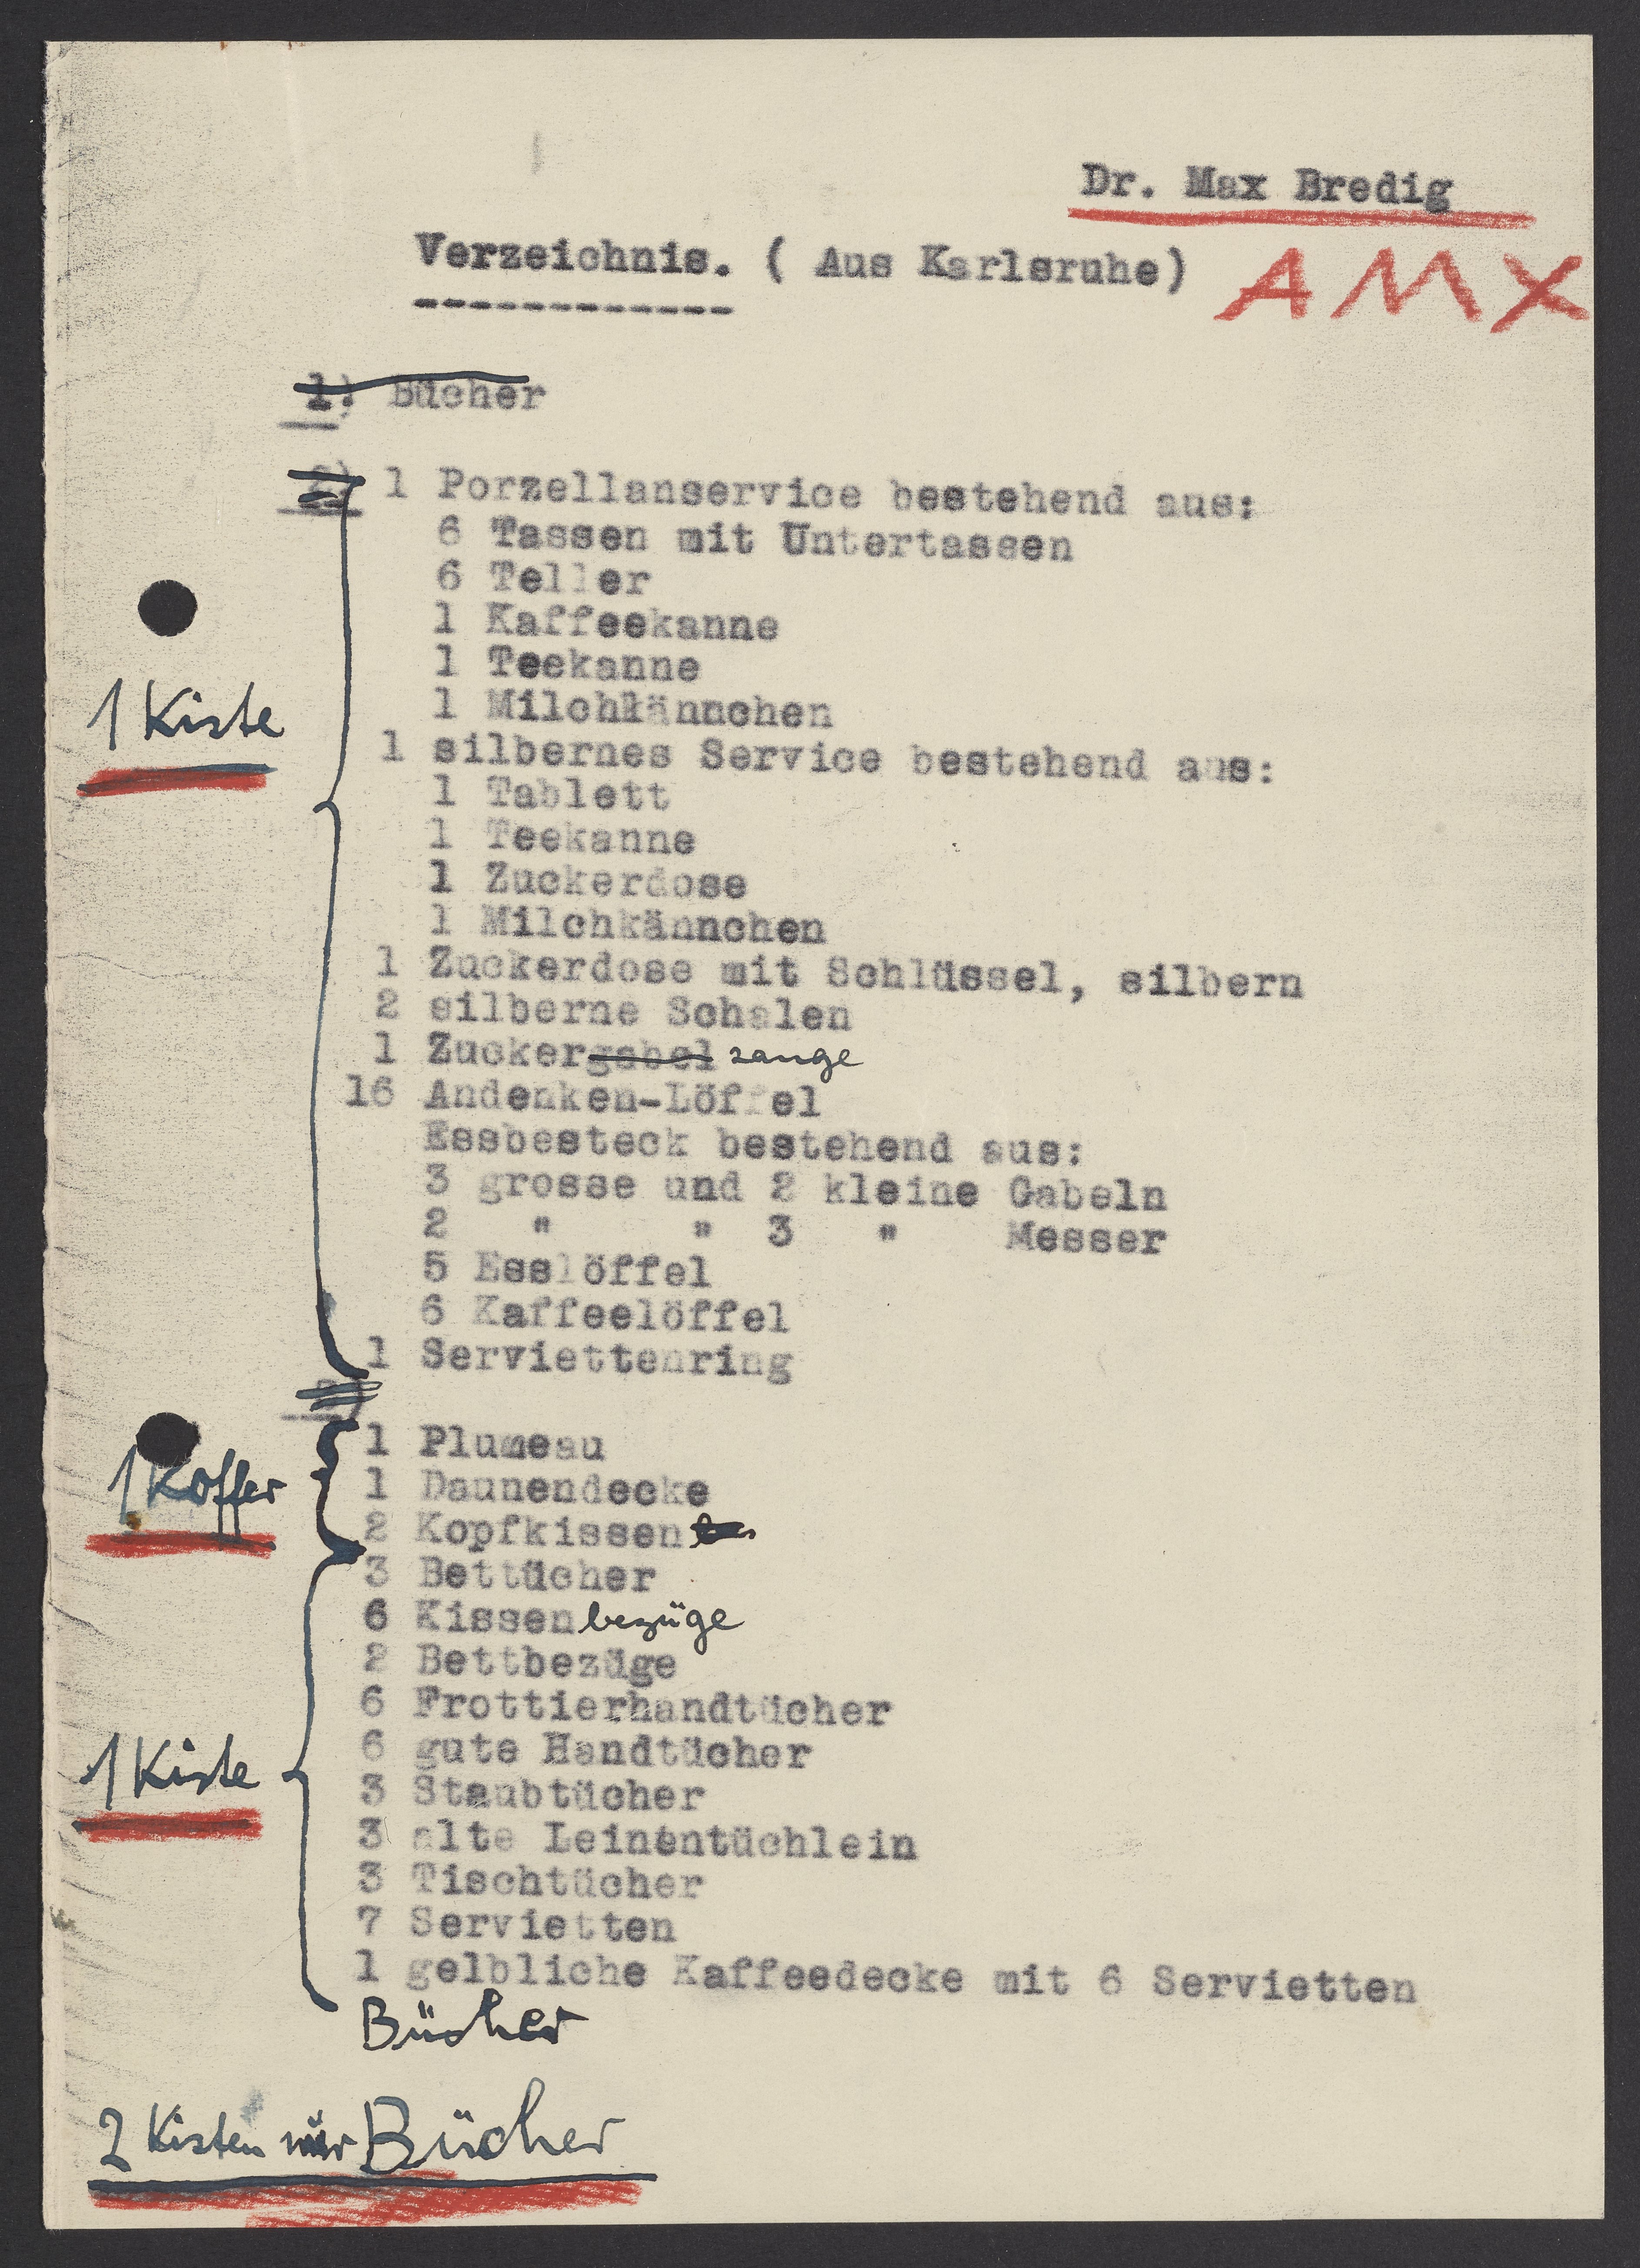 Dr. Max Bredig
Verzeichnis. ( Aus Karlsruhe)
AMX
1) Bücher
2) 1 Porzellanservice bestehend aus:
6 Tassen mit Untertassen
6 Teller
1 Kaffeekanne
1 Teekanne
1 Kiste
1 Milchkännchen
1 silbernes Service bestehend aus:
1 Tablett
1 Teekanne
1 Zuckerdose
1 Milchkännchen
1 Zuckerdose mit Schlüssel, silbern
2 silberne Schalen
1 Zuckergabel zange
16 Andenken-Löffel
Essbesteck bestehend aus:
3 grosse und 2 kleine Gabeln
2 " " 3 " Messer
5 Esslöffel
6 Kaffeelöffel
1 Serviettenring
3)
1 Plumeau
1 Koffer
1 Daunendecke
2 Kopfkissen
3 Bettücher
6 Kissen bezüge
2 Bettbezüge
6 Frottierhandtücher
6 gute Handtücher
1 Kiste
3 Staubtücher
3 alte Leinentüchlein
3 Tischtücher
7 Servietten
1 gelbliche Kaffeedecke mit 6 Servietten
Bücher
2 Kisten nur Bücher